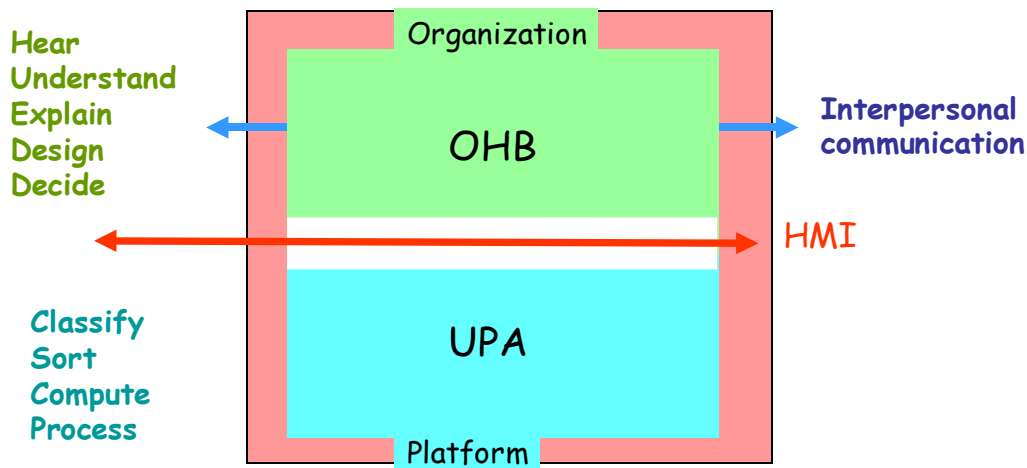 Organization
Hear
Understand
Explain
Design
Decide
OHB
Interpersonal
communication
HMI
Classify
Sort
Compute
Process
UPA
Platform